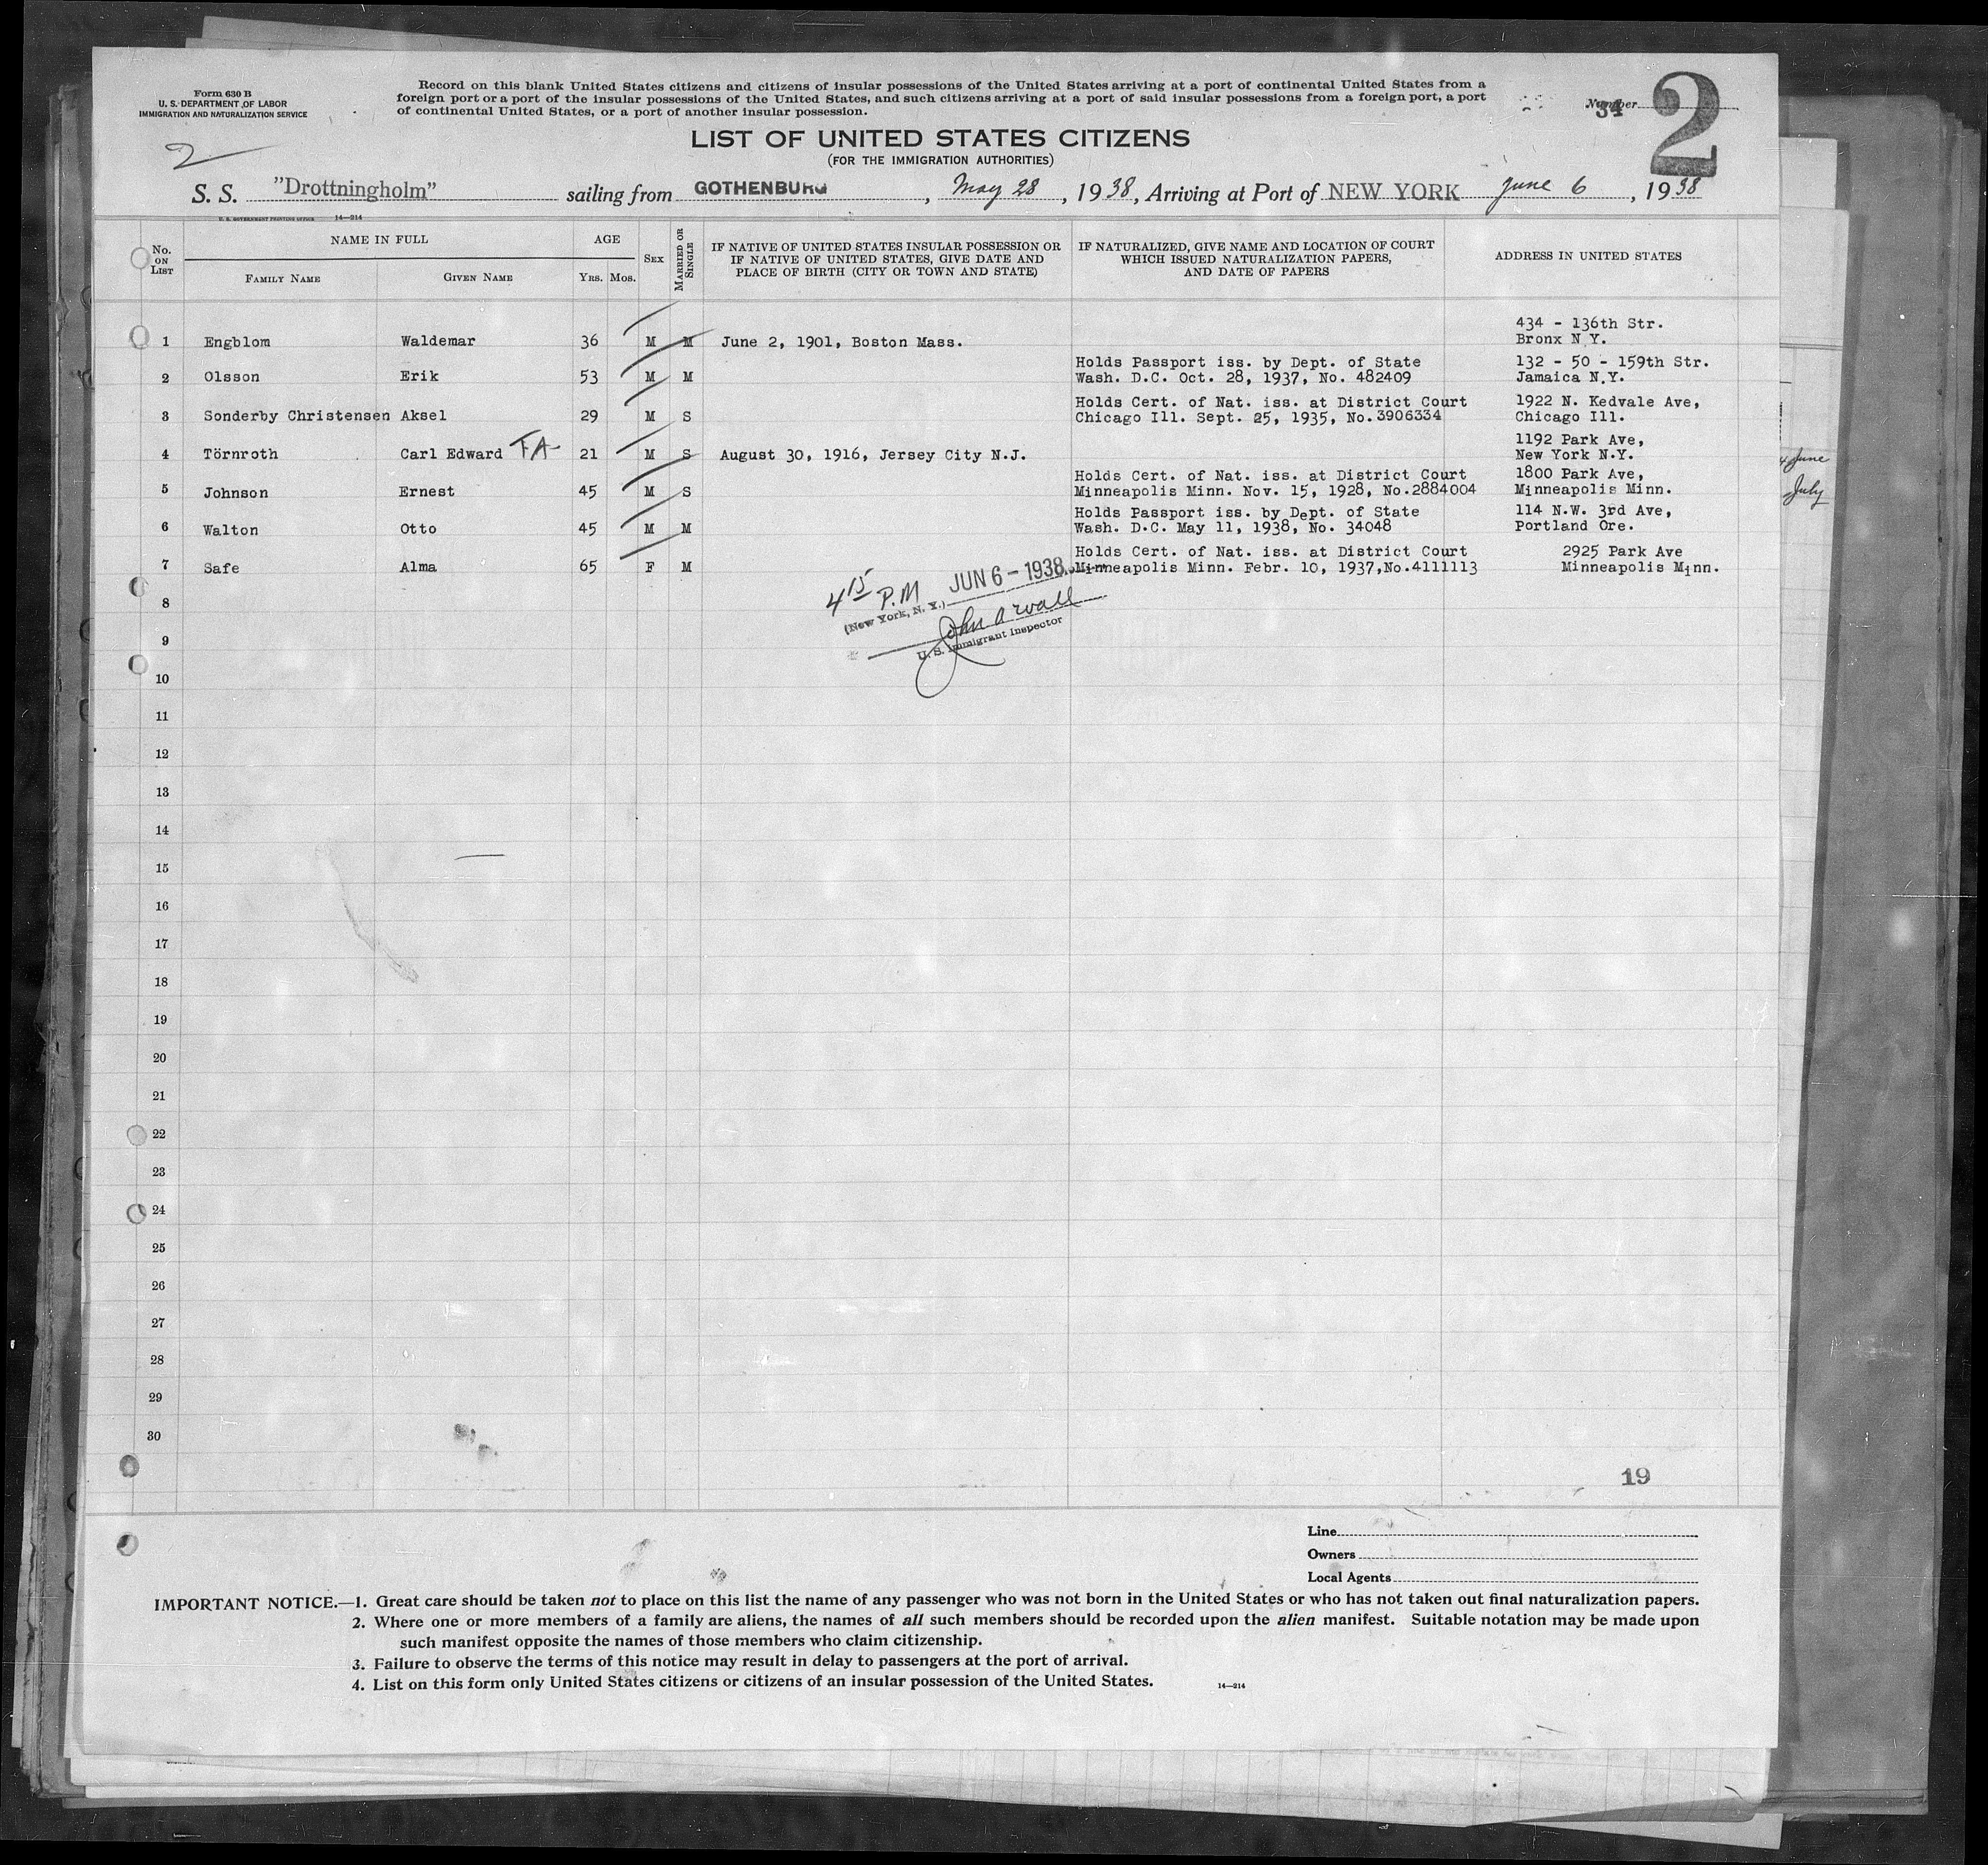 Form 630 B
U. S. DEPARTMENT OF LABOR
IMMIGRATION AND NATURALIZATION SERVICE
Record on this blank United States citizens and citizens of insular possessions of the United States arriving at a port of continental United States from a
foreign port or a port of the insular possessions of the United States, and such citizens arriving at a port of said insular possessions from a foreign port, a port
of continental United States, or a port of another insular possession.
Number 34
2
LIST OF UNITED STATES CITIZENS
(FOR THE IMMIGRATION AUTHORITIES)
2
S. S. "Drottningholm" sailing from GOTHENBURG, May 28, 1938, Arriving at Port of NEW YORK June 6, 1938
U. S. GOVERNMENT PRINTING OFFICE 14—214
No. ON LIST
NAME IN FULL
FAMILY NAME
GIVEN NAME
AGE
YRS. MOS.
SEX
MARRIED OR SINGLE
IF NATIVE OF UNITED STATES INSULAR POSSESSION OR
IF NATIVE OF UNITED STATES, GIVE DATE AND
PLACE OF BIRTH (CITY OR TOWN AND STATE)
IF NATURALIZED, GIVE NAME AND LOCATION OF COURT
WHICH ISSUED NATURALIZATION PAPERS,
AND DATE OF PAPERS
ADDRESS IN UNITED STATES
434 - 136th Str.
1 Engblom Waldemar 36 M M June 2, 1901, Boston Mass. Bronx N.Y.
Holds Passport iss. by Dept. of State 132 - 50 - 159th Str.
2 Olsson Erik 53 M M Wash. D.C. Oct. 28, 1937, No. 482409 Jamaica N.Y.
Holds Cert. of Nat. iss. at District Court 1922 N. Kedvale Ave,
3 Sonderby Christensen Aksel 29 M S Chicago Ill. Sept. 25, 1935, No. 3906334 Chicago Ill.
1192 Park Ave,
4 Törnroth Carl Edward FA 21 M S August 30, 1916, Jersey City N.J. New York N.Y.
Holds Cert. of Nat. iss. at District Court 1800 Park Ave,
5 Johnson Ernest 45 M S Minneapolis Minn. Nov. 15, 1928, No.2884004 Minneapolis Minn.
Holds Passport iss. by Dept. of State 114 N.W. 3rd Ave,
6 Walton Otto 45 M M Wash. D.C. May 11, 1938, No. 34048 Portland Ore.
Holds Cert. of Nat. iss. at District Court 2925 Park Ave
7 Safe Alma 65 F M Minneapolis Minn. Febr. 10, 1937,No.4111113 Minneapolis Minn.
4 15 P.M JUN 6 - 1938
(New York, N. Y.)
U. S. Immigrant Inspector
4 June
July
8
9
10
11
12
13
14
15
16
17
18
19
20
21
22
23
24
25
26
27
28
29
30
19
Line
Owners
Local Agents
IMPORTANT NOTICE.—1. Great care should be taken not to place on this list the name of any passenger who was not born in the United States or who has not taken out final naturalization papers.
2. Where one or more members of a family are aliens, the names of all such members should be recorded upon the alien manifest. Suitable notation may be made upon
such manifest opposite the names of those members who claim citizenship.
3. Failure to observe the terms of this notice may result in delay to passengers at the port of arrival.
4. List on this form only United States citizens or citizens of an insular possession of the United States.
14—214